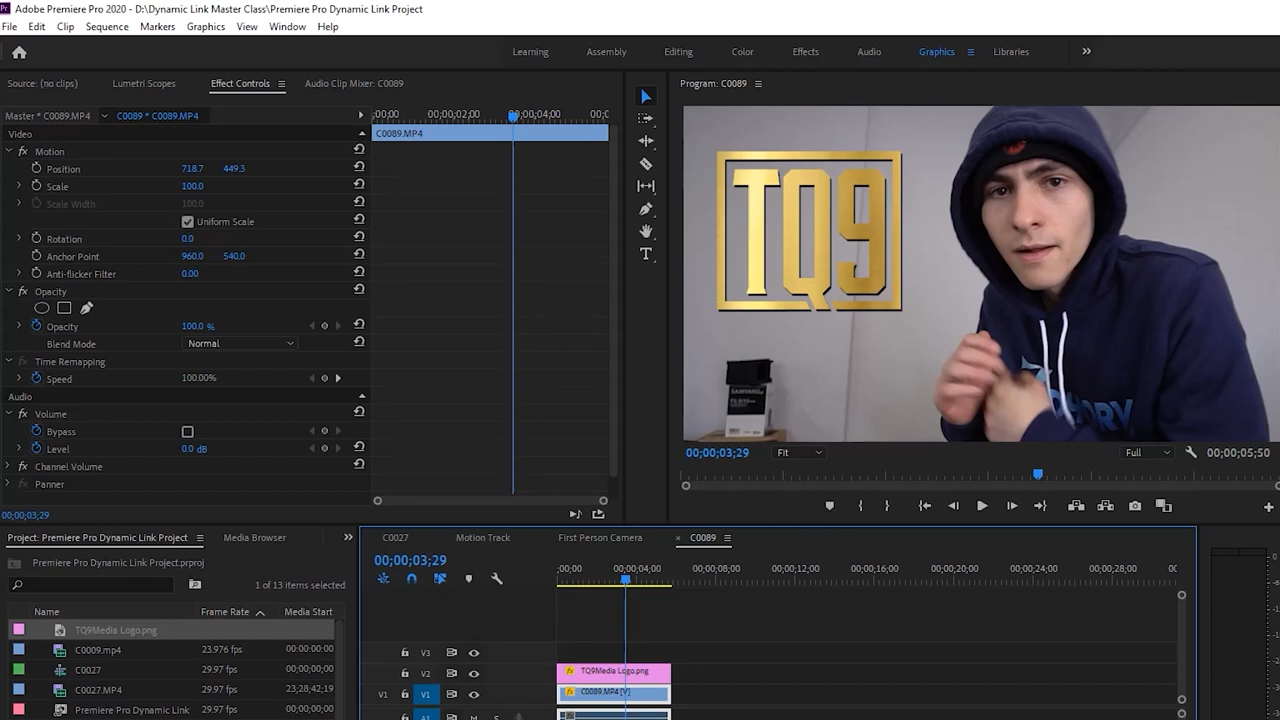 Adobe Premiere Pro 2020 - D:\Dynamic Link Master Class\Premiere Pro Dynamic Link Project
File Edit Clip Sequence Markers Graphics View Window Help
Learning Assembly Editing Color Effects Audio Graphics Libraries
Source: (no clips) Lumetri Scopes Effect Controls Audio Clip Mixer: C0089
Program: C0089
Master * C0089.MP4 C0089 * C0089.MP4
;00;00 00;00;02;00 00;00;04;00 00;0
C0089.MP4
Video
Motion
Position 718.7 449.3
Scale 100.0
Scale Width 100.0
Uniform Scale
Rotation 0.0
Anchor Point 960.0 540.0
Anti-flicker Filter 0.00
Opacity
Opacity 100.0 %
Blend Mode Normal
Time Remapping
Speed 100.00%
Audio
Volume
Bypass
Level 0.0 dB
Channel Volume
Panner
00;00;03;29
TQ9
SAMYANG
00;00;03;29 Fit Full 00;00;05;50
Project: Premiere Pro Dynamic Link Project Media Browser
Premiere Pro Dynamic Link Project.prproj
1 of 13 items selected
Name Frame Rate Media Start
TQ9Media Logo.png
C0009.mp4 23.976 fps 00:00:00:00
C0027 29.97 fps 00;00;00;00
C0027.MP4 29.97 fps 23;28;42;19
Premiere Pro Dynamic Link 29.97 fps 00;00;00;00
C0027 Motion Track First Person Camera C0089
00;00;03;29
;00;00 00;00;04;00 00;00;08;00 00;00;12;00 00;00;16;00 00;00;20;00 00;00;24;00 00;00;28;00 00
V3
V2 TQ9Media Logo.png
V1 V1 C0089.MP4 [V]
A1 M S